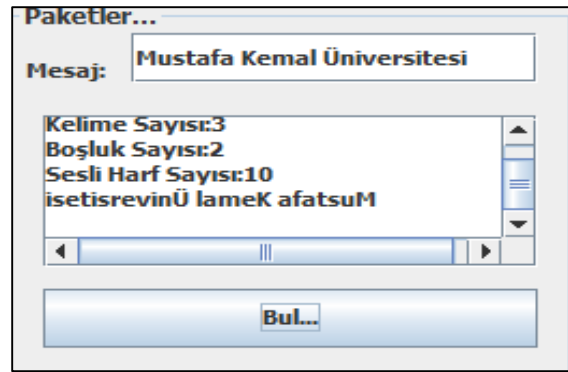 Paketler...
Mesaj: Mustafa Kemal Üniversitesi
Kelime Sayısı:3
Boşluk Sayısı:2
Sesli Harf Sayısı:10
isetisrevinÜ lameK afatsuM
Bul...